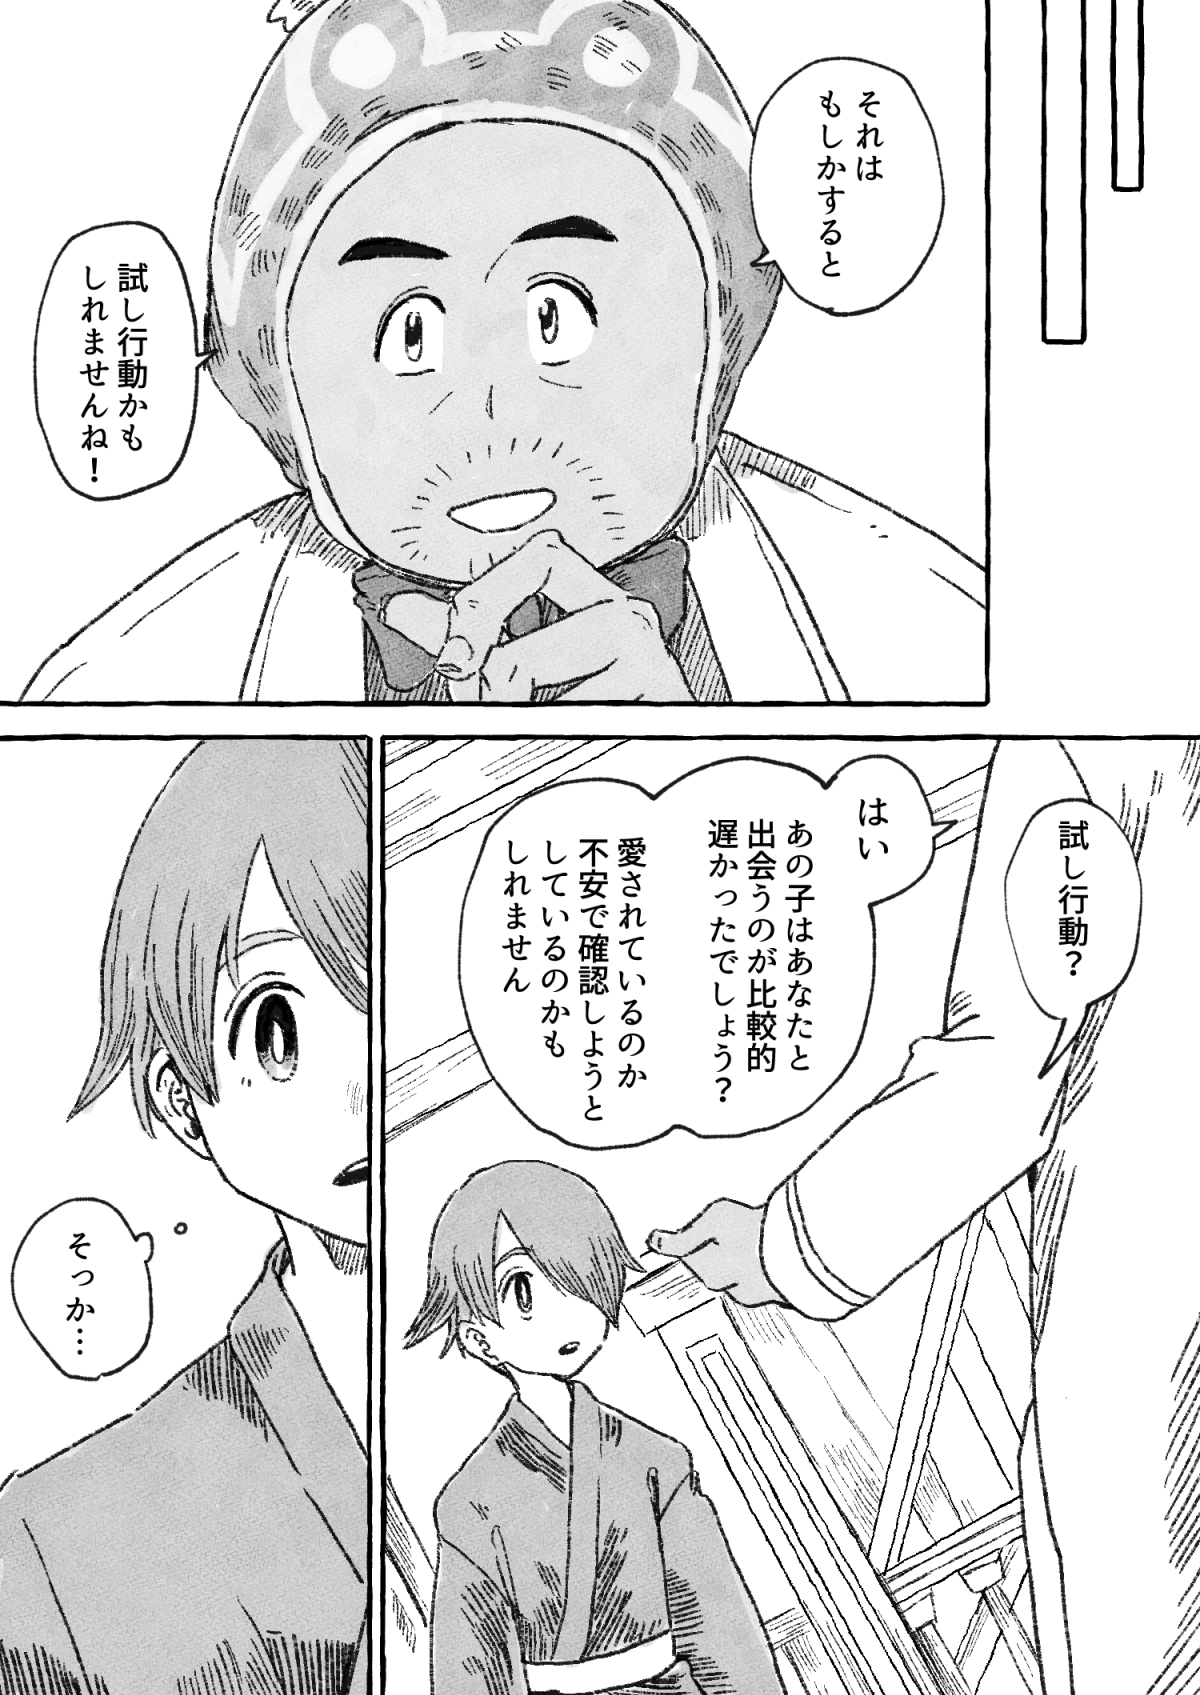 それは
もしかすると
試し行動かも
しれませんね！
試し行動？
はい
あの子はあなたと
出会うのが比較的
遅かったでしょう？
愛されているのか
不安で確認しようと
しているのかも
しれません
そっか…